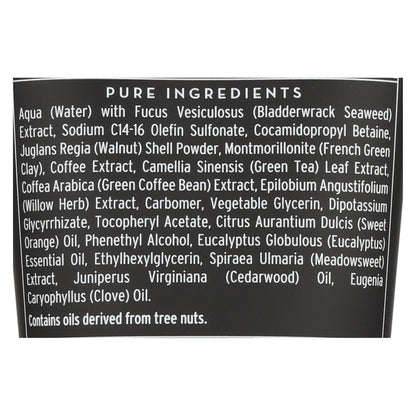 PURE INGREDIENTS
Aqua (Water) with Fucus Vesiculosus (Bladderwrack Seaweed)
Extract, Sodium C14-16 Olefin Sulfonate, Cocamidopropyl Betaine,
Juglans Regia (Walnut) Shell Powder, Montmorillonite (French Green
Clay), Coffee Extract, Camellia Sinensis (Green Tea) Leaf Extract,
Coffea Arabica (Green Coffee Bean) Extract, Epilobium Angustifolium
(Willow Herb) Extract, Carbomer, Vegetable Glycerin, Dipotassium
Glycyrrhizate, Tocopheryl Acetate, Citrus Aurantium Dulcis (Sweet
Orange) Oil, Phenethyl Alcohol, Eucalyptus Globulous (Eucalyptus)
Essential Oil, Ethylhexylglycerin, Spiraea Ulmaria (Meadowsweet)
Extract, Juniperus Virginiana (Cedarwood) Oil, Eugenia
Caryophyllus (Clove) Oil.
Contains oils derived from tree nuts.